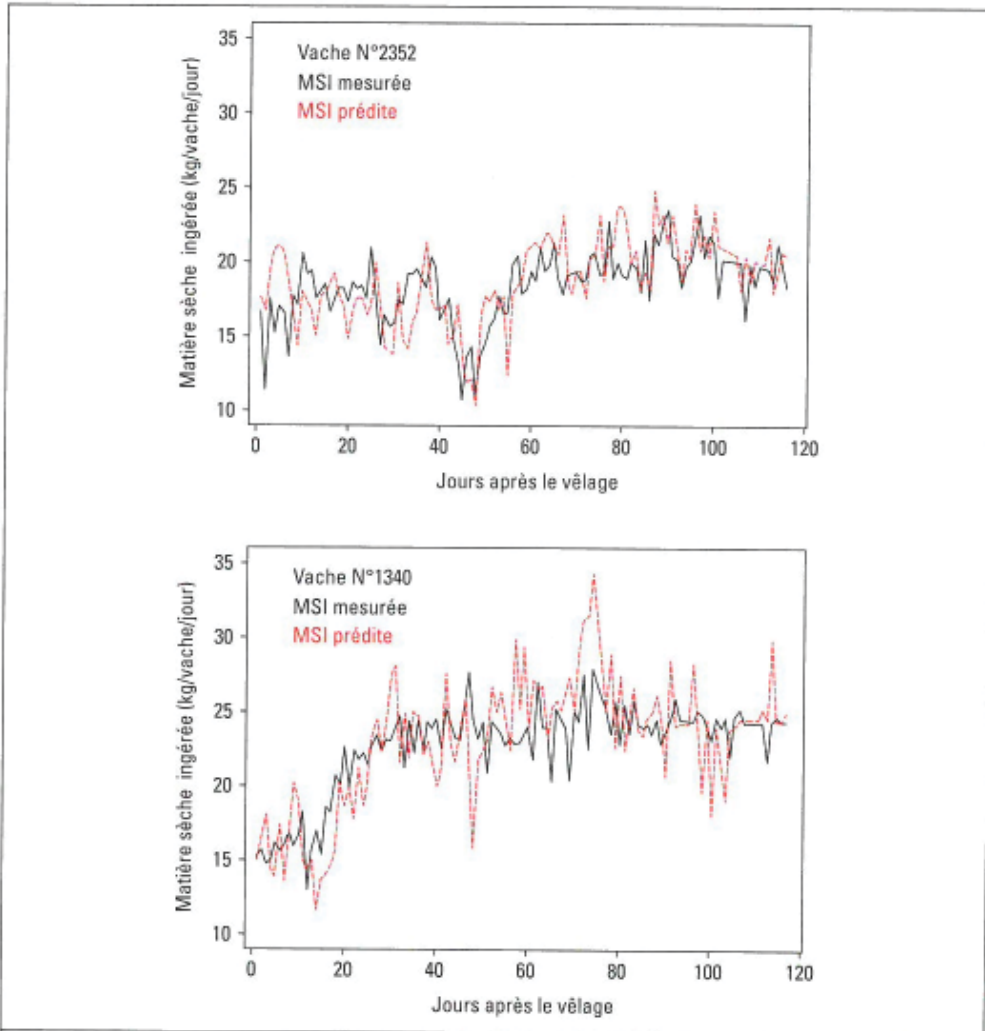 35
30
25
20
15
10
Matière sèche ingérée (kg/vache/jour)
Vache N°2352
MSI mesurée
MSI prédite
0 20 40 60 80 100 120
Jours après le vêlage
35
30
25
20
15
10
Matière sèche ingérée (kg/vache/jour)
Vache N°1340
MSI mesurée
MSI prédite
0 20 40 60 80 100 120
Jours après le vêlage